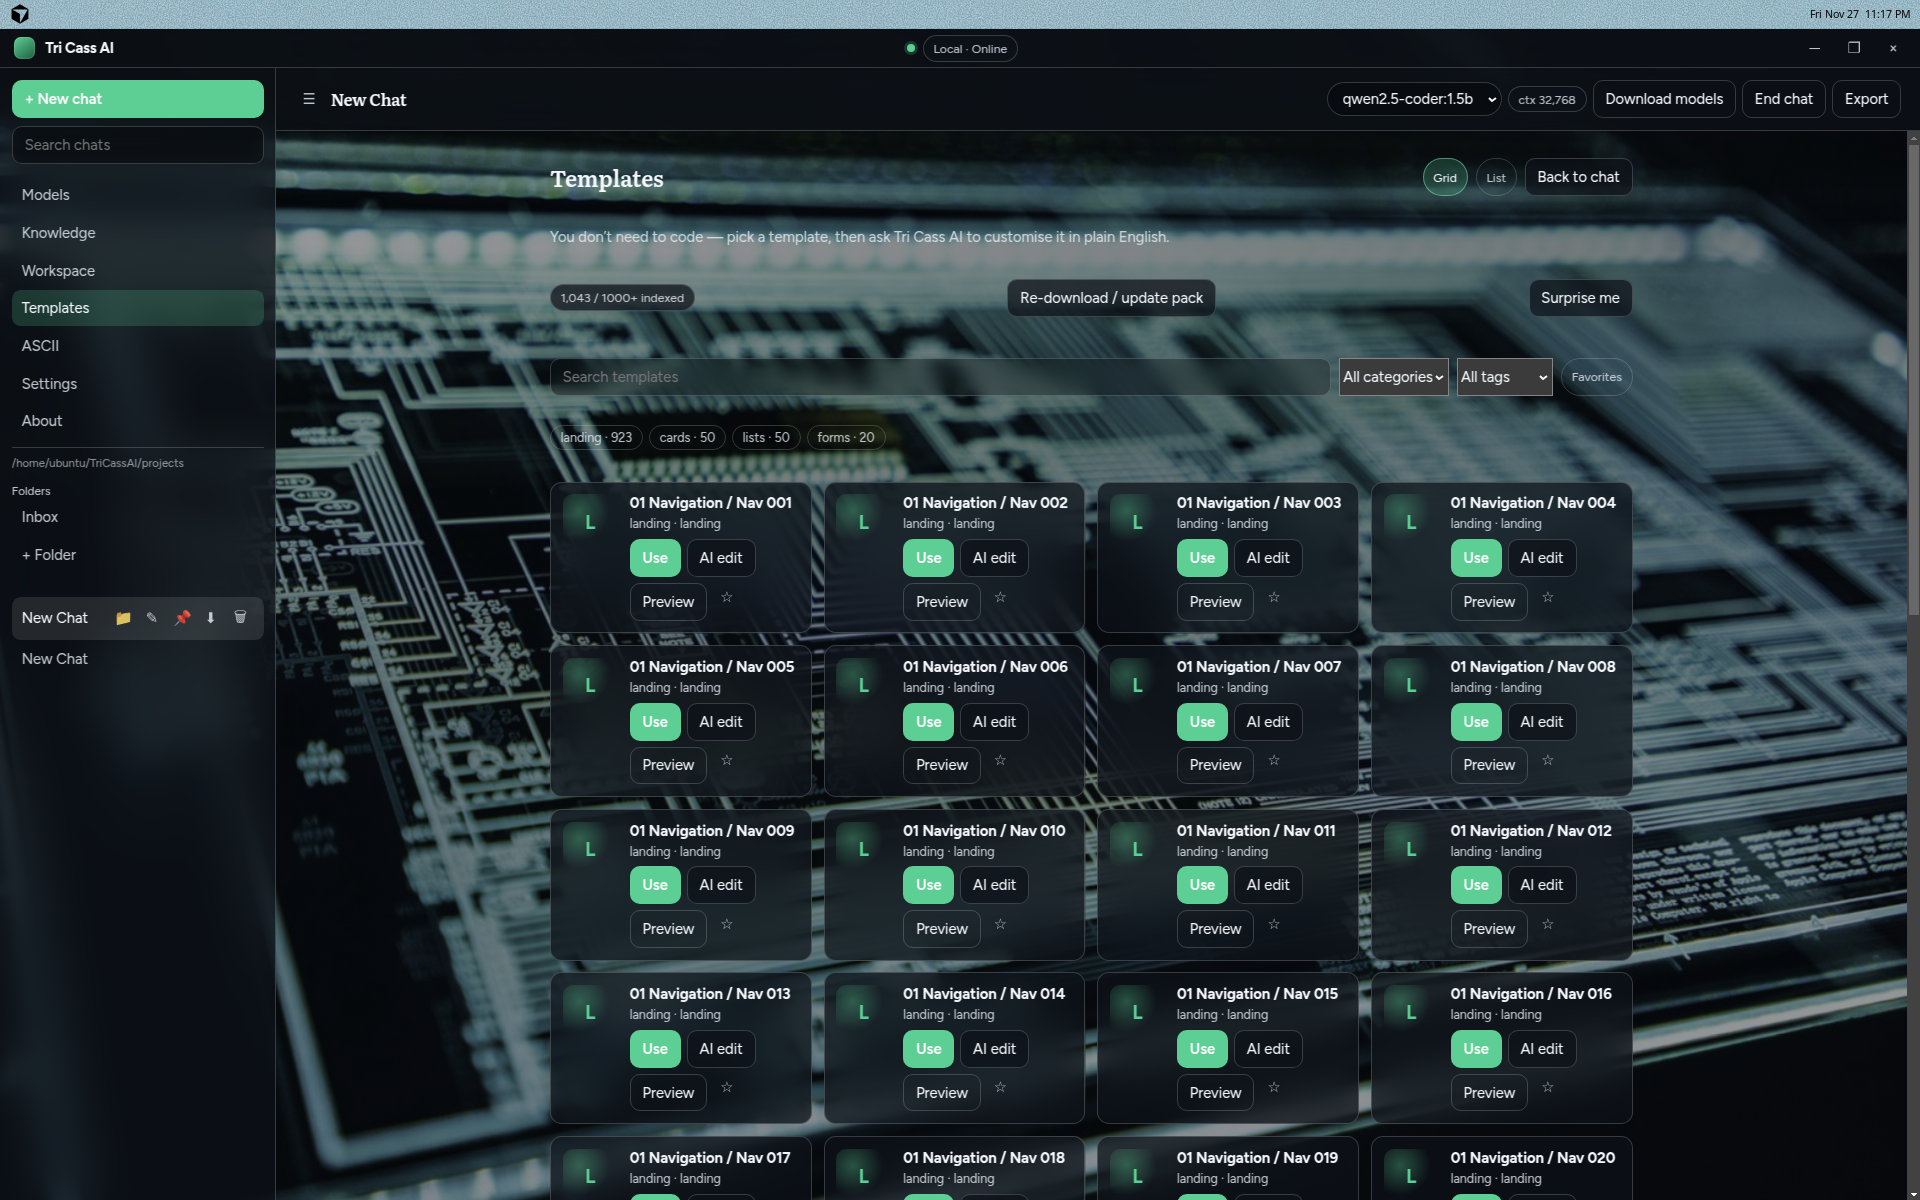 Fri Nov 27 11:17 PM
Tri Cass AI
Local · Online
+ New chat
Search chats
Models
Knowledge
Workspace
Templates
ASCII
Settings
About
/home/ubuntu/TriCassAI/projects
Folders
Inbox
+ Folder
New Chat
New Chat
New Chat
qwen2.5-coder:1.5b
ctx 32,768
Download models
End chat
Export
Templates
Grid
List
Back to chat
You don't need to code — pick a template, then ask Tri Cass AI to customise it in plain English.
1,043 / 1000+ indexed
Re-download / update pack
Surprise me
Search templates
All categories
All tags
Favorites
landing · 923
cards · 50
lists · 50
forms · 20
L
01 Navigation / Nav 001
landing · landing
Use
AI edit
Preview
L
01 Navigation / Nav 002
landing · landing
Use
AI edit
Preview
L
01 Navigation / Nav 003
landing · landing
Use
AI edit
Preview
L
01 Navigation / Nav 004
landing · landing
Use
AI edit
Preview
L
01 Navigation / Nav 005
landing · landing
Use
AI edit
Preview
L
01 Navigation / Nav 006
landing · landing
Use
AI edit
Preview
L
01 Navigation / Nav 007
landing · landing
Use
AI edit
Preview
L
01 Navigation / Nav 008
landing · landing
Use
AI edit
Preview
L
01 Navigation / Nav 009
landing · landing
Use
AI edit
Preview
L
01 Navigation / Nav 010
landing · landing
Use
AI edit
Preview
L
01 Navigation / Nav 011
landing · landing
Use
AI edit
Preview
L
01 Navigation / Nav 012
landing · landing
Use
AI edit
Preview
L
01 Navigation / Nav 013
landing · landing
Use
AI edit
Preview
L
01 Navigation / Nav 014
landing · landing
Use
AI edit
Preview
L
01 Navigation / Nav 015
landing · landing
Use
AI edit
Preview
L
01 Navigation / Nav 016
landing · landing
Use
AI edit
Preview
L
01 Navigation / Nav 017
landing · landing
L
01 Navigation / Nav 018
landing · landing
L
01 Navigation / Nav 019
landing · landing
L
01 Navigation / Nav 020
landing · landing